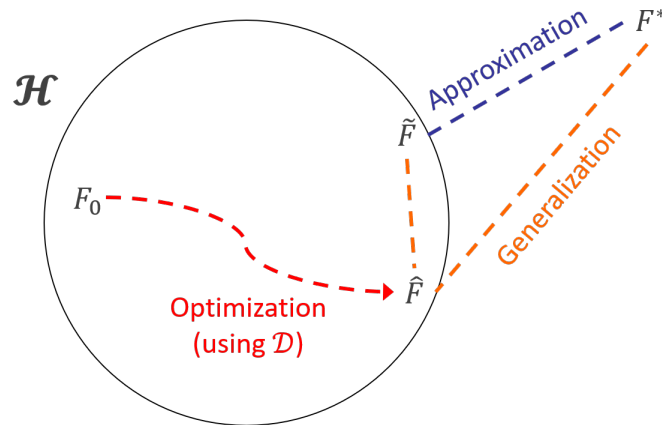 F*
Approximation
𝓗
F̃
Generalization
F₀
F̂
Optimization
(using 𝒟)